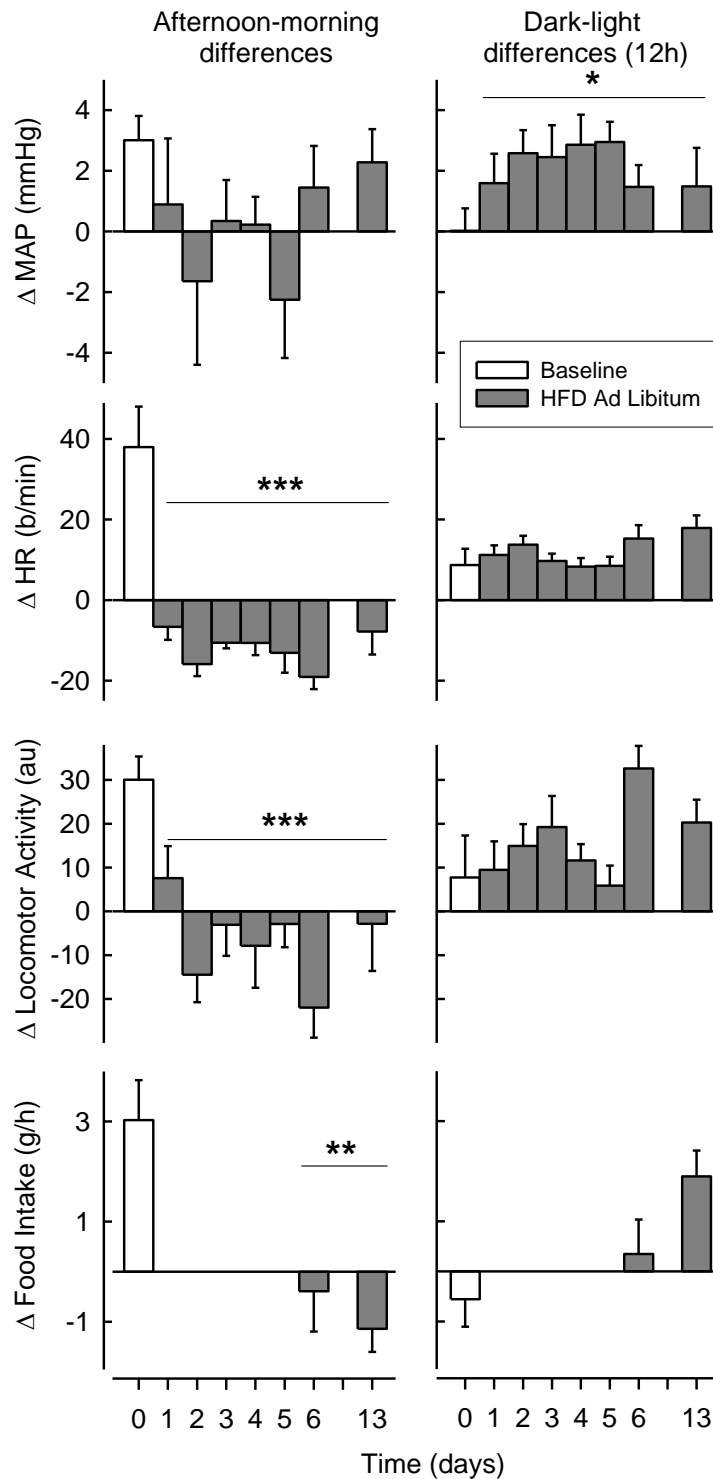 Afternoon-morning
differences
Dark-light
differences (12h)
Δ MAP (mmHg)
4
2
0
-2
-4
*
Baseline
HFD Ad Libitum
Δ HR (b/min)
40
20
0
-20
***
Δ Locomotor Activity (au)
30
20
10
0
-10
-20
***
Δ Food Intake (g/h)
3
1
-1
**
0 1 2 3 4 5 6 13
0 1 2 3 4 5 6 13
Time (days)